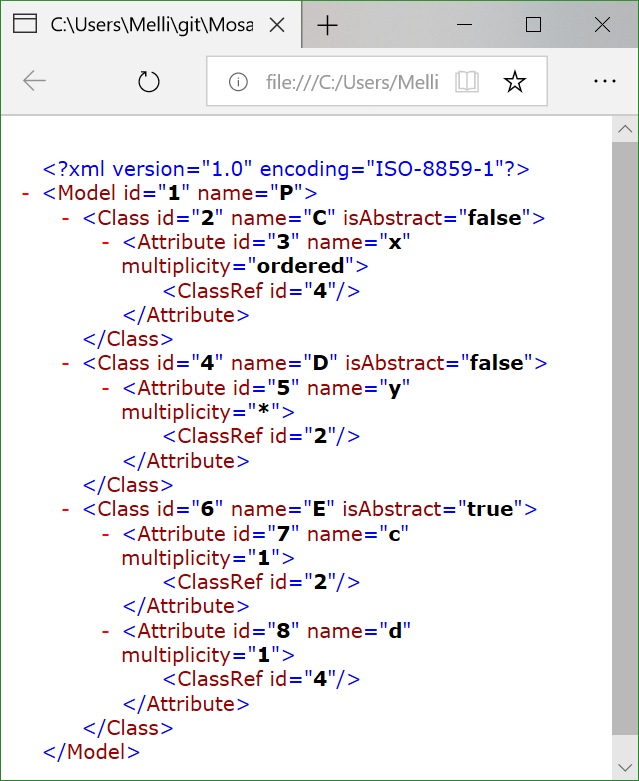 C:\Users\Melli\git\Mosa
file:///C:/Users/Melli
<?xml version="1.0" encoding="ISO-8859-1"?>
- <Model id="1" name="P">
- <Class id="2" name="C" isAbstract="false">
- <Attribute id="3" name="x"
multiplicity="ordered">
<ClassRef id="4"/>
</Attribute>
</Class>
- <Class id="4" name="D" isAbstract="false">
- <Attribute id="5" name="y"
multiplicity="*">
<ClassRef id="2"/>
</Attribute>
</Class>
- <Class id="6" name="E" isAbstract="true">
- <Attribute id="7" name="c"
multiplicity="1">
<ClassRef id="2"/>
</Attribute>
- <Attribute id="8" name="d"
multiplicity="1">
<ClassRef id="4"/>
</Attribute>
</Class>
</Model>